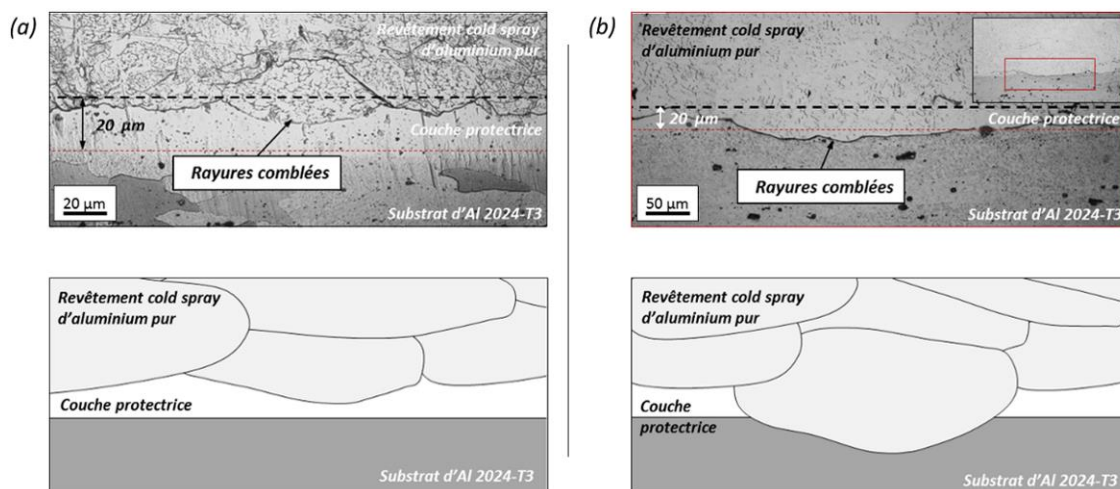 (a)
Revêtement cold spray
d'aluminium pur
20 µm
Couche protectrice
Rayures comblées
20 µm
Substrat d'Al 2024-T3
Revêtement cold spray
d'aluminium pur
Couche protectrice
Substrat d'Al 2024-T3
(b)
Revêtement cold spray
d'aluminium pur
20 µm
Couche protectrice
Rayures comblées
50 µm
Substrat d'Al 2024-T3
Revêtement cold spray
d'aluminium pur
Couche
protectrice
Substrat d'Al 2024-T3